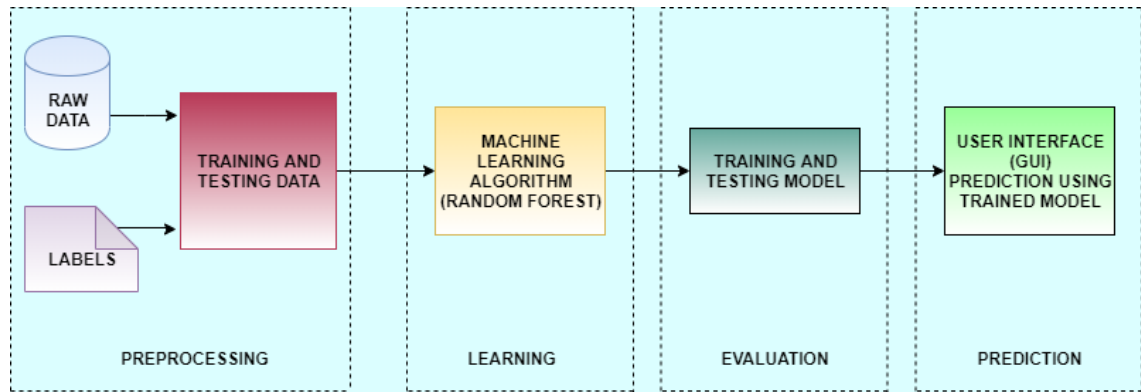 RAW
DATA
LABELS
TRAINING AND
TESTING DATA
PREPROCESSING
MACHINE
LEARNING
ALGORITHM
(RANDOM FOREST)
LEARNING
TRAINING AND
TESTING MODEL
EVALUATION
USER INTERFACE
(GUI)
PREDICTION USING
TRAINED MODEL
PREDICTION